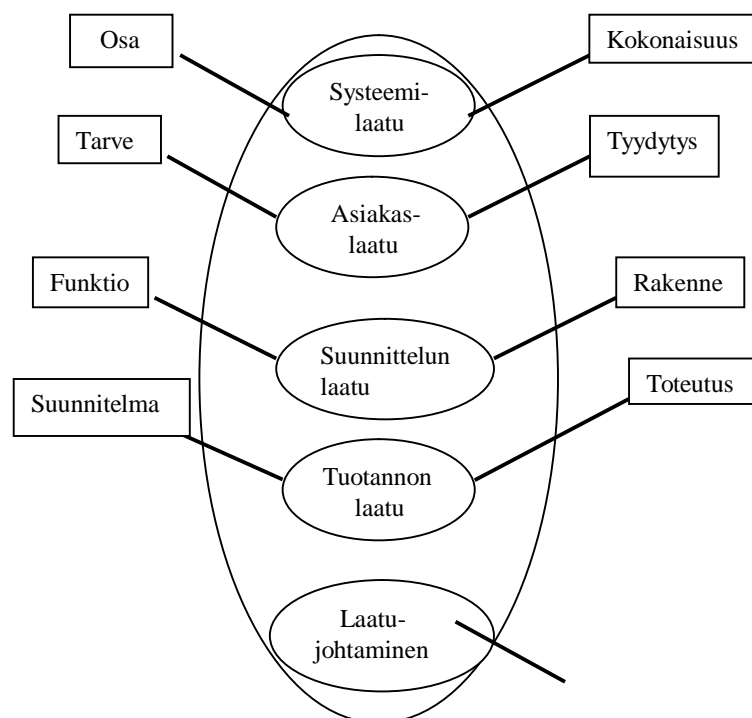 Osa
Kokonaisuus
Systeemi-
laatu
Tarve
Tyydytys
Asiakas-
laatu
Funktio
Rakenne
Suunnittelun
laatu
Suunnitelma
Toteutus
Tuotannon
laatu
Laatu-
johtaminen